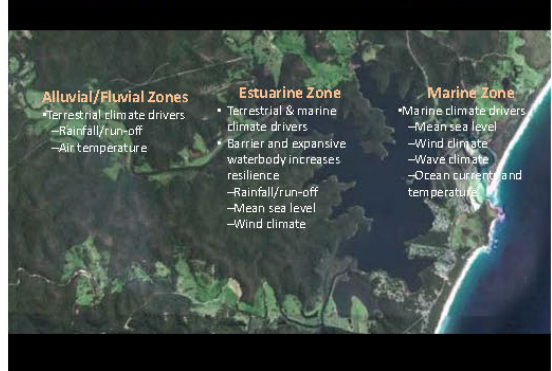 Alluvial/Fluvial Zones
•Terrestrial climate drivers
–Rainfall/run-off
–Air temperature
Estuarine Zone
• Terrestrial & marine
climate drivers
• Barrier and expansive
waterbody increases
resilience
–Rainfall/run-off
–Mean sea level
–Wind climate
Marine Zone
•Marine climate drivers
–Mean sea level
–Wind climate
–Wave climate
–Ocean current and
temperature